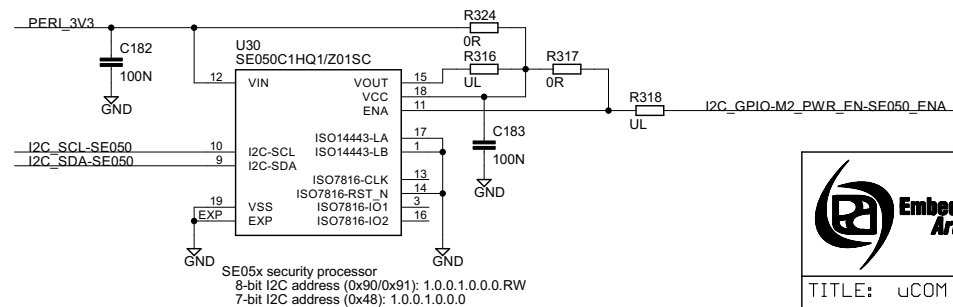 PERI_3V3
C182
100N
GND
U30
SE050C1HQ1/Z01SC
12
VIN
VOUT
15
VCC
18
ENA
11
ISO14443-LA
17
ISO14443-LB
1
10
I2C-SCL
9
I2C-SDA
ISO7816-CLK
13
ISO7816-RST_N
14
ISO7816-IO1
3
ISO7816-IO2
16
19
VSS
EXP
EXP
I2C_SCL-SE050
I2C_SDA-SE050
GND
GND
R324
0R
R316
UL
R317
0R
R318
UL
I2C_GPIO-M2_PWR_EN-SE050_ENA
C183
100N
GND
SE05x security processor
8-bit I2C address (0x90/0x91): 1.0.0.1.0.0.0.RW
7-bit I2C address (0x48): 1.0.0.1.0.0.0
TITLE: uCOM